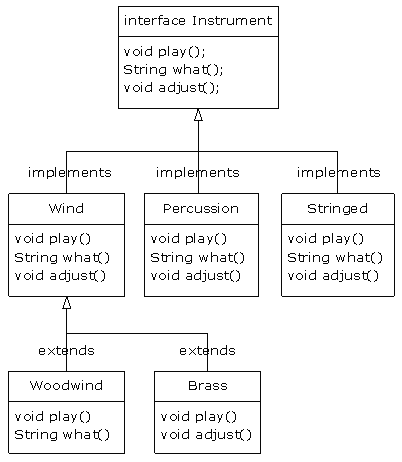 interface Instrument
void play();
String what();
void adjust();
implements
implements
implements
Wind
void play()
String what()
void adjust()
Percussion
void play()
String what()
void adjust()
Stringed
void play()
String what()
void adjust()
extends
extends
Woodwind
void play()
String what()
Brass
void play()
void adjust()